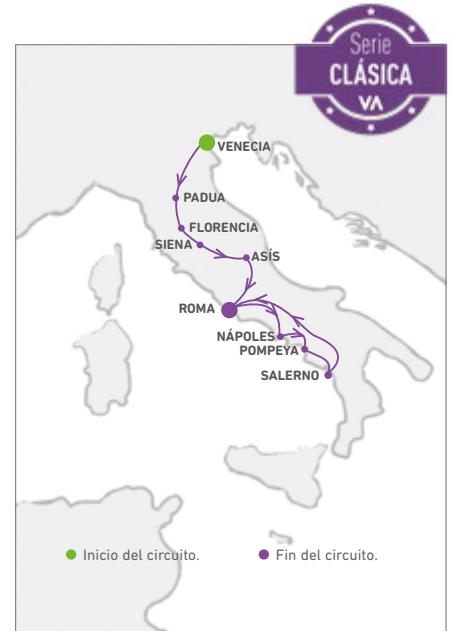 Serie
CLÁSICA
VA
VENECIA
PADUA
FLORENCIA
SIENA
ASÍS
ROMA
NÁPOLES
POMPEYA
SALERNO
Inicio del circuito.
Fin del circuito.